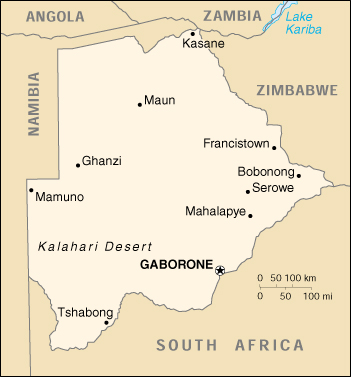 ANGOLA
ZAMBIA
Lake
Kariba
Kasane
NAMIBIA
ZIMBABWE
Maun
Francistown
Ghanzi
Bobonong
Serowe
Mamuno
Mahalapye
Kalahari Desert
GABORONE
0 50 100 km
0 50 100 mi
Tshabong
SOUTH AFRICA